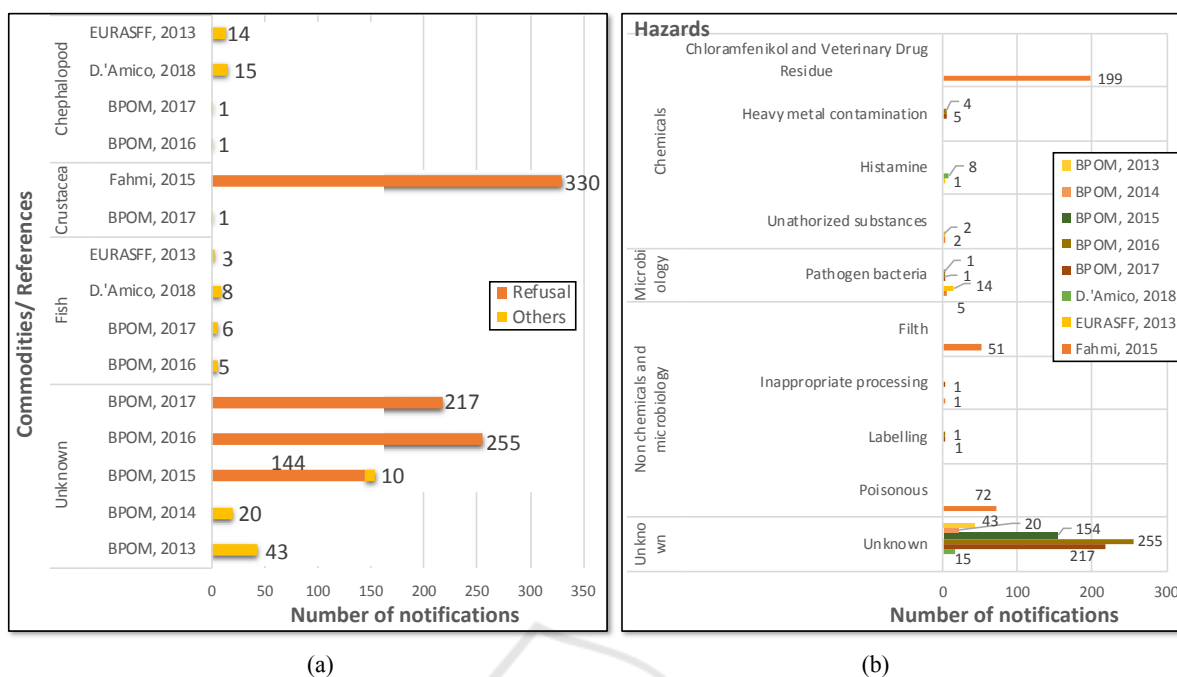 Commodities/ References
Chephalopod
EURASFF, 2013
14
D.'Amico, 2018
15
BPOM, 2017
1
BPOM, 2016
1
Crustacea
Fahmi, 2015
330
BPOM, 2017
1
Fish
EURASFF, 2013
3
D.'Amico, 2018
8
BPOM, 2017
6
BPOM, 2016
5
Unknown
BPOM, 2017
217
BPOM, 2016
255
BPOM, 2015
144
10
BPOM, 2014
20
BPOM, 2013
43
Refusal
Others
0 50 100 150 200 250 300 350
Number of notifications
(a)
Hazards
Chemicals
Chloramfenikol and Veterinary Drug
Residue
199
Heavy metal contamination
4
5
Histamine
8
1
Unathorized substances
2
2
Microbi
ology
Pathogen bacteria
1
1
14
5
Non chemicals and
microbiology
Filth
51
Inappropriate processing
1
1
Labelling
1
1
Poisonous
72
Unkno
wn
Unknown
43
20
154
255
217
15
BPOM, 2013
BPOM, 2014
BPOM, 2015
BPOM, 2016
BPOM, 2017
D.'Amico, 2018
EURASFF, 2013
Fahmi, 2015
0 100 200 300
Number of notifications
(b)